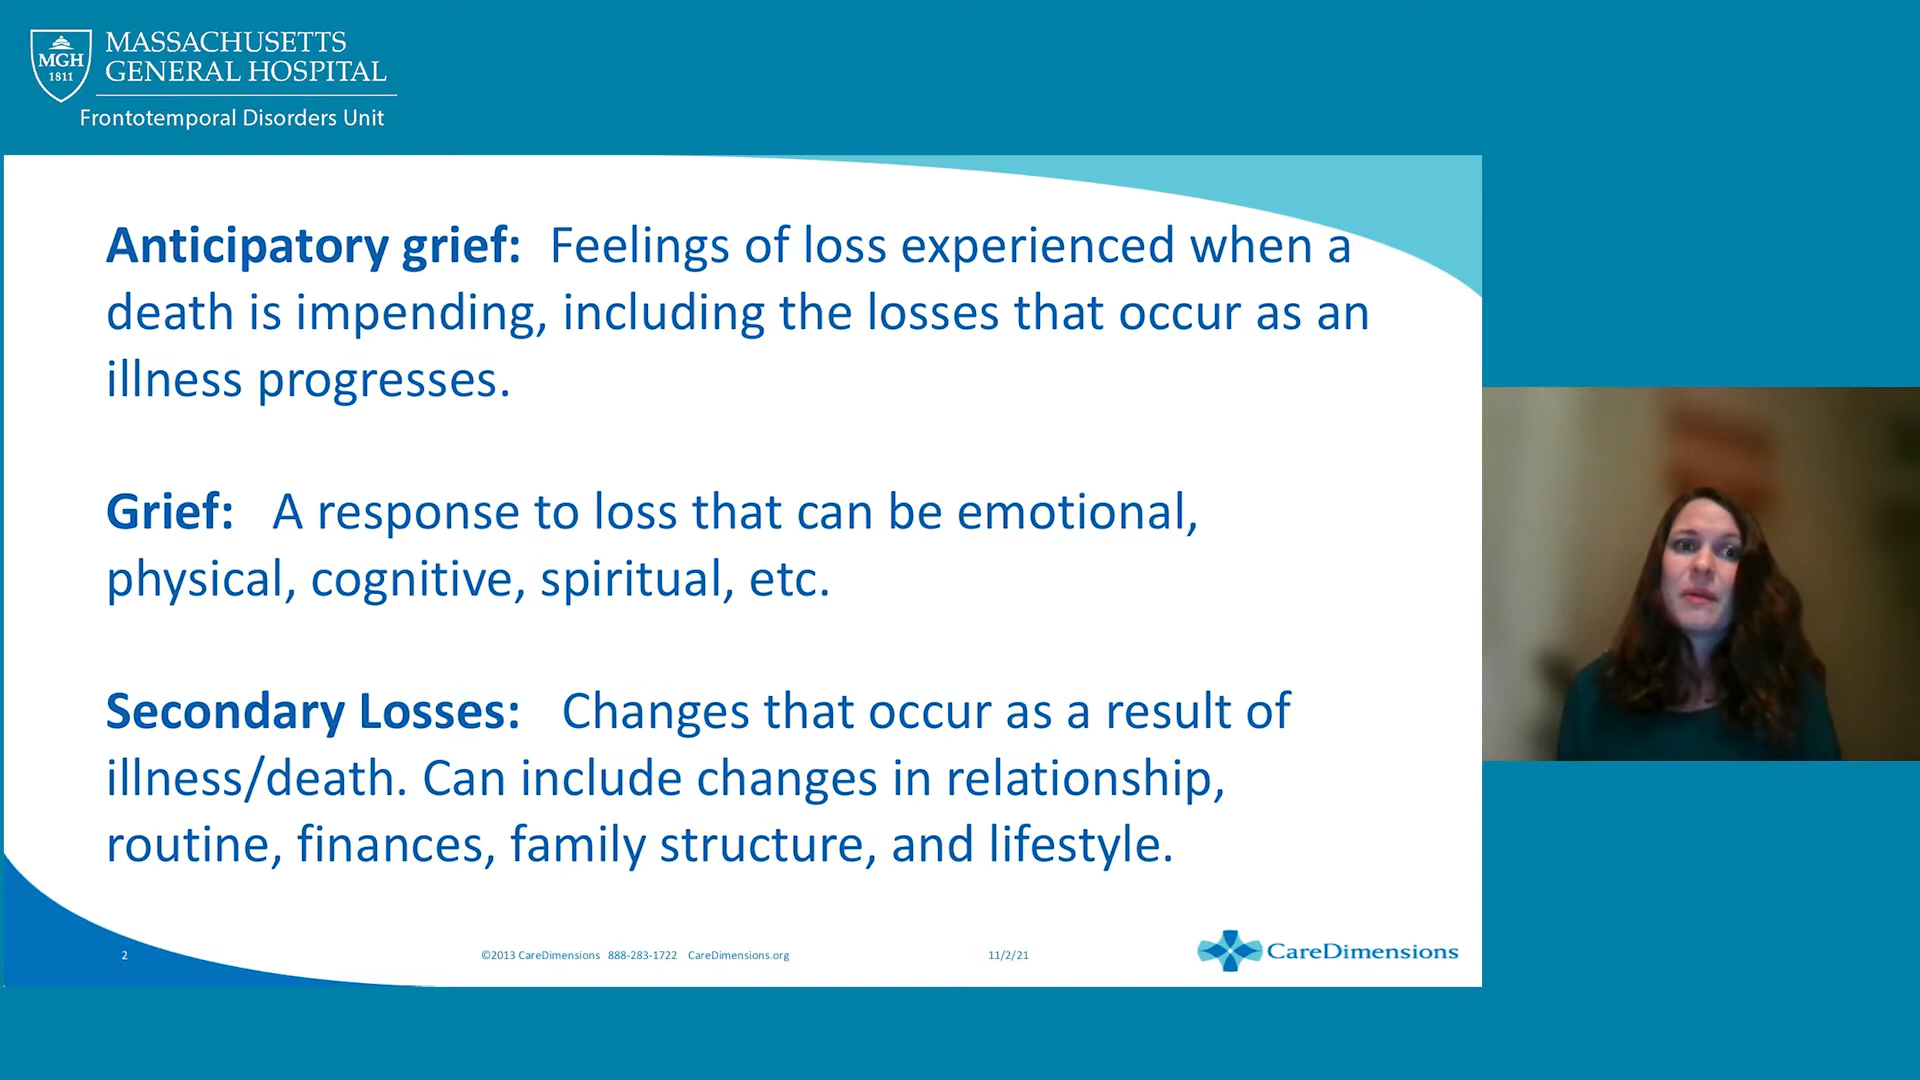 MASSACHUSETTS
GENERAL HOSPITAL
MGH
1811
Frontotemporal Disorders Unit
Anticipatory grief: Feelings of loss experienced when a
death is impending, including the losses that occur as an
illness progresses.
Grief: A response to loss that can be emotional,
physical, cognitive, spiritual, etc.
Secondary Losses: Changes that occur as a result of
illness/death. Can include changes in relationship,
routine, finances, family structure, and lifestyle.
2
©2013 CareDimensions 888-283-1722 CareDimensions.org
11/2/21
CareDimensions